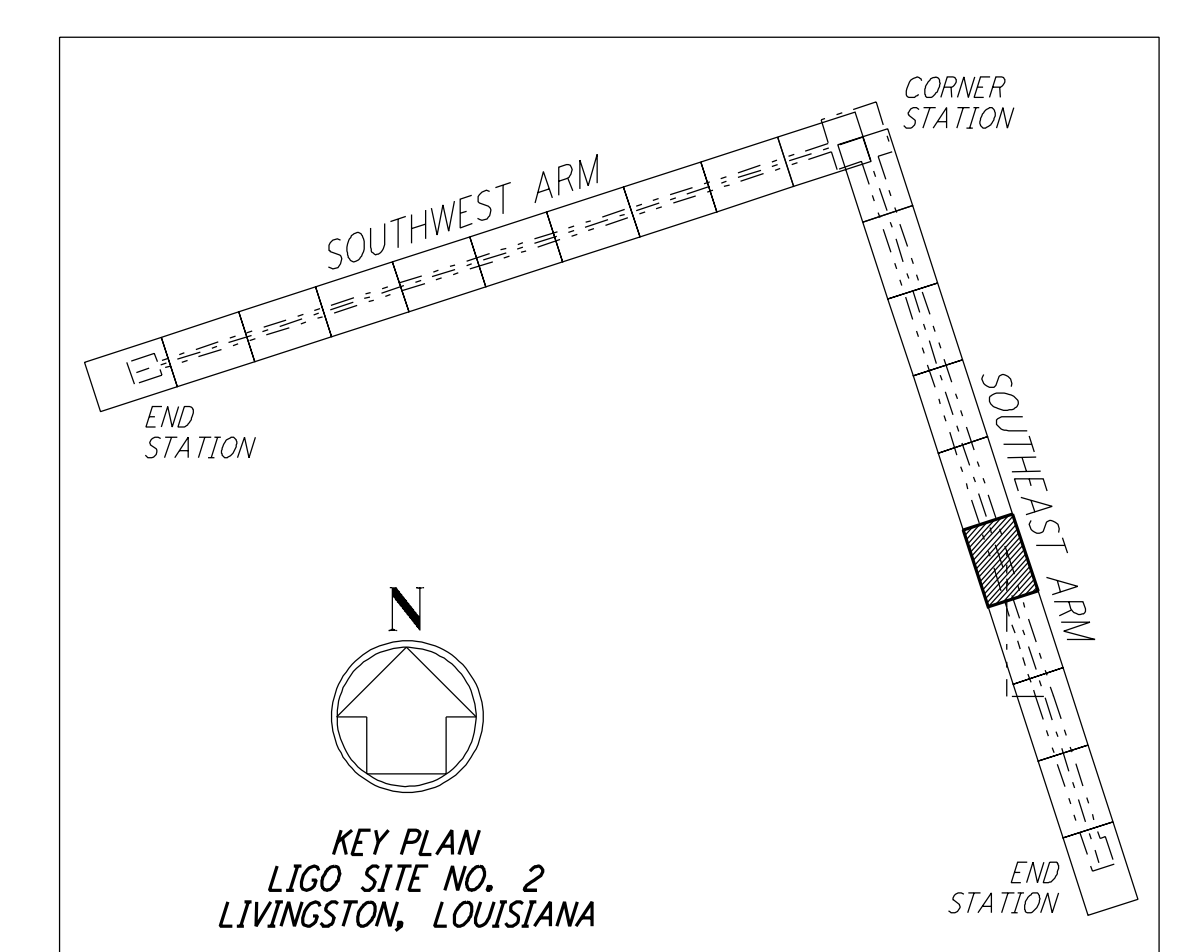 CORNER
STATION
SOUTHWEST ARM
END
STATION
SOUTHEAST ARM
N
KEY PLAN
LIGO SITE NO. 2
LIVINGSTON, LOUISIANA
END
STATION